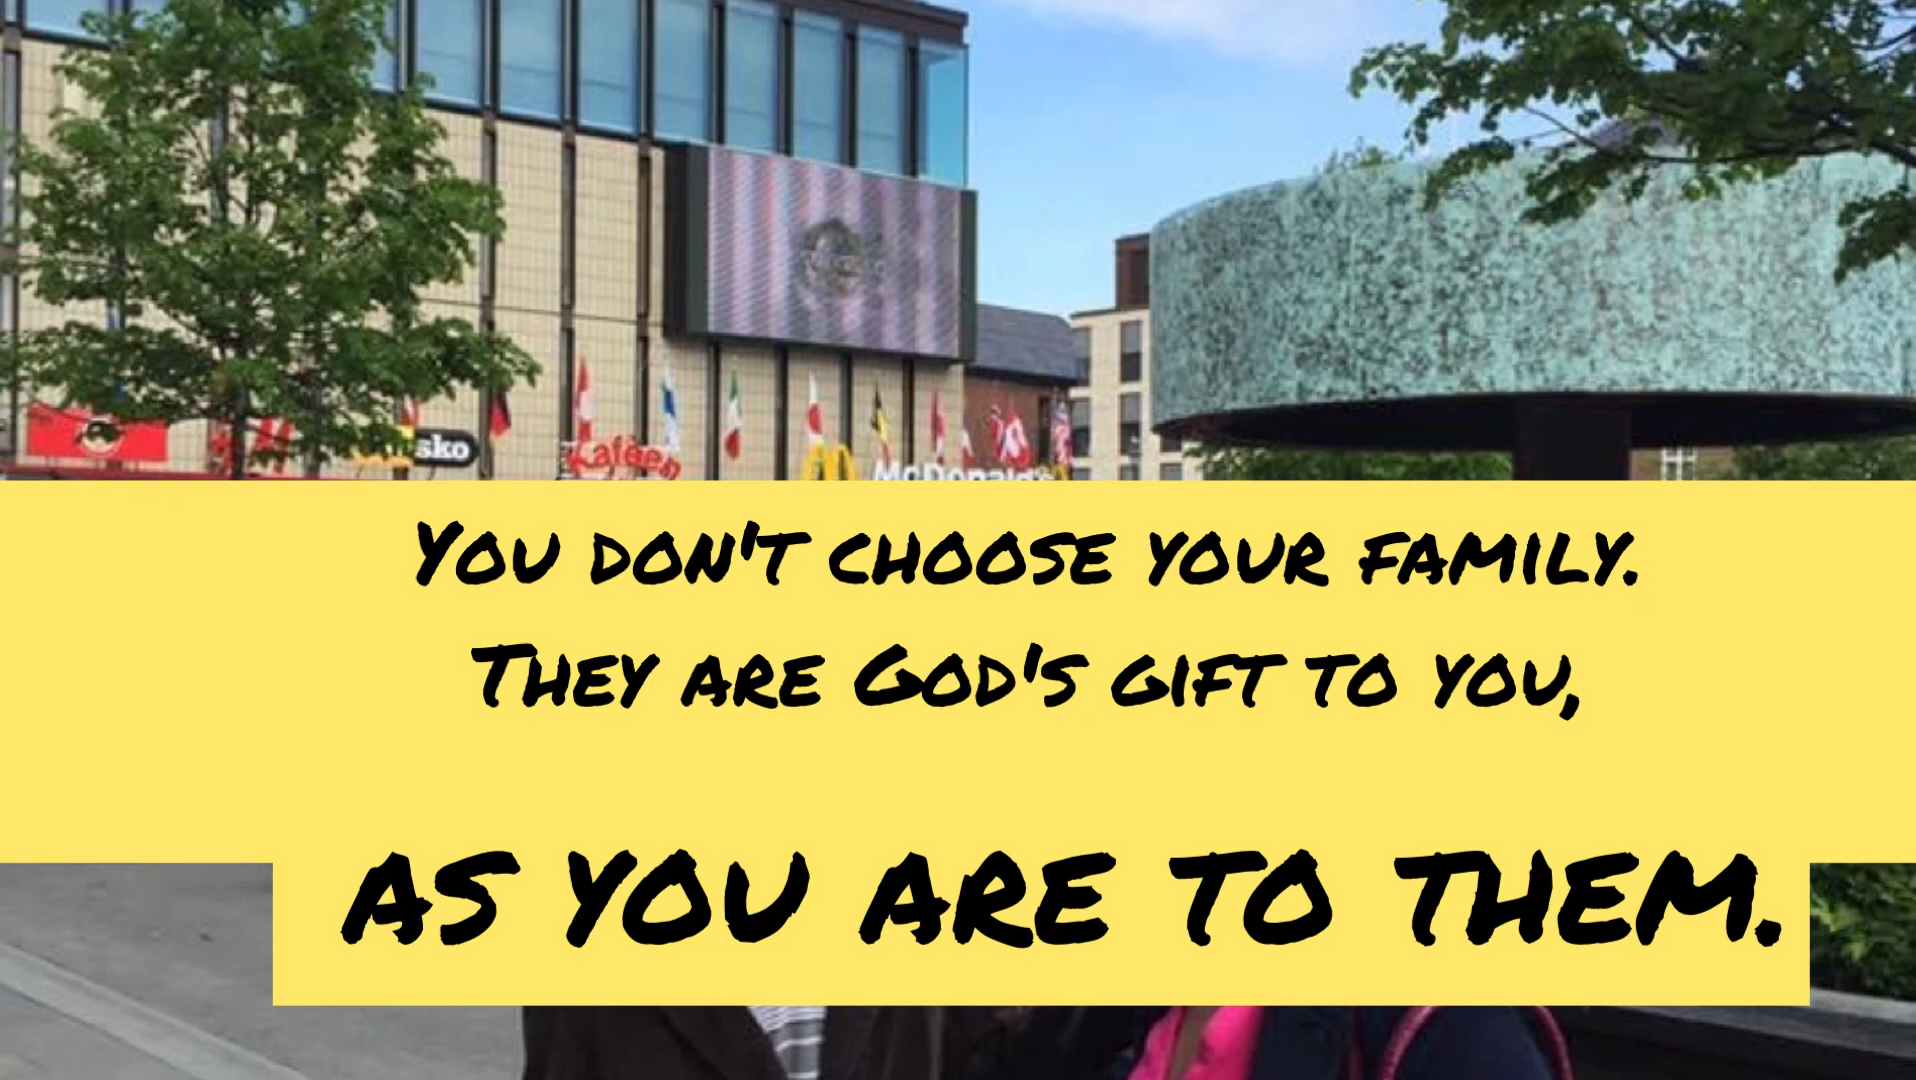 sko
Kafeen
McDonald's
You don't choose your family.
They are God's gift to you,
as you are to them.